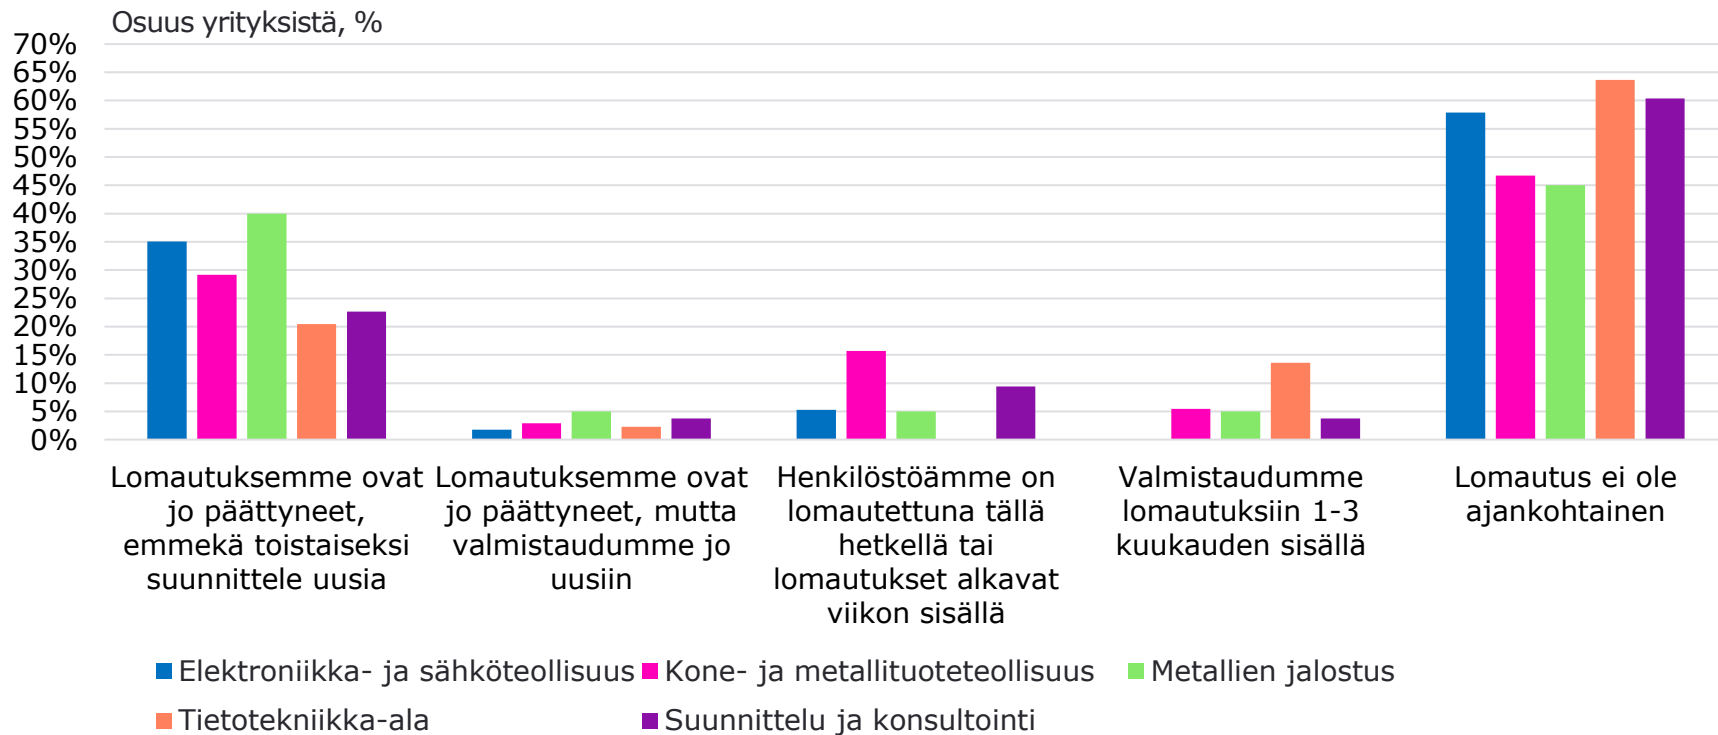 Osuus yrityksistä, %
70%
65%
60%
55%
50%
45%
40%
35%
30%
25%
20%
15%
10%
5%
0%
Lomautuksemme ovat
jo päättyneet,
emmekä toistaiseksi
suunnittele uusia
Lomautuksemme ovat
jo päättyneet, mutta
valmistaudumme jo
uusiin
Henkilöstöämme on
lomautettuna tällä
hetkellä tai
lomautukset alkavat
viikon sisällä
Valmistaudumme
lomautuksiin 1-3
kuukauden sisällä
Lomautus ei ole
ajankohtainen
Elektroniikka- ja sähköteollisuus
Kone- ja metallituoteteollisuus
Metallien jalostus
Tietotekniikka-ala
Suunnittelu ja konsultointi